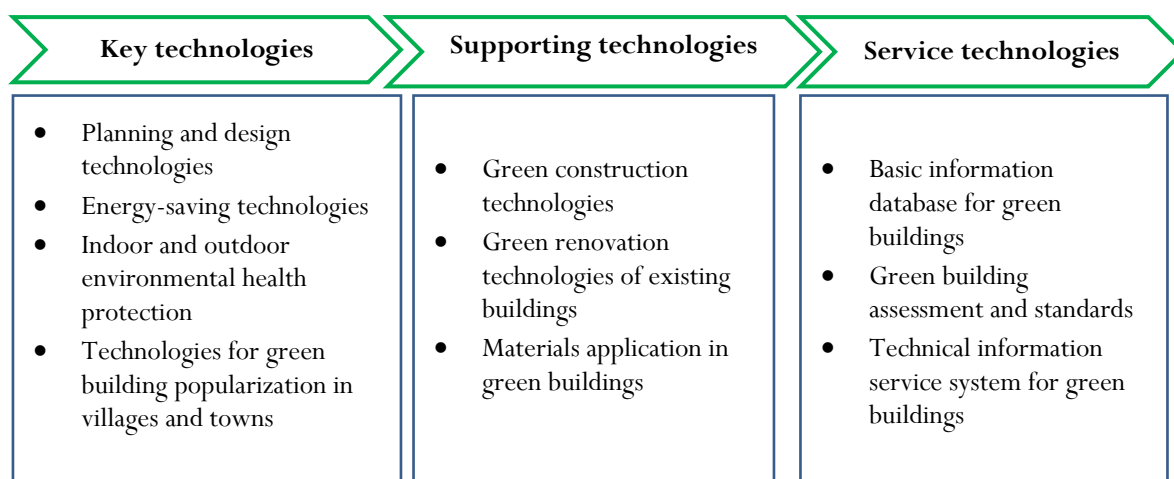 Key technologies
Supporting technologies
Service technologies
• Planning and design
technologies
• Energy-saving technologies
• Indoor and outdoor
environmental health
protection
• Technologies for green
building popularization in
villages and towns
• Green construction
technologies
• Green renovation
technologies of existing
buildings
• Materials application in
green buildings
• Basic information
database for green
buildings
• Green building
assessment and standards
• Technical information
service system for green
buildings